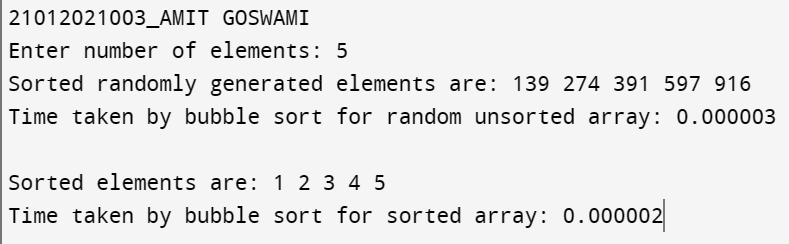 21012021003_AMIT GOSWAMI
Enter number of elements: 5
Sorted randomly generated elements are: 139 274 391 597 916
Time taken by bubble sort for random unsorted array: 0.000003
Sorted elements are: 1 2 3 4 5
Time taken by bubble sort for sorted array: 0.000002